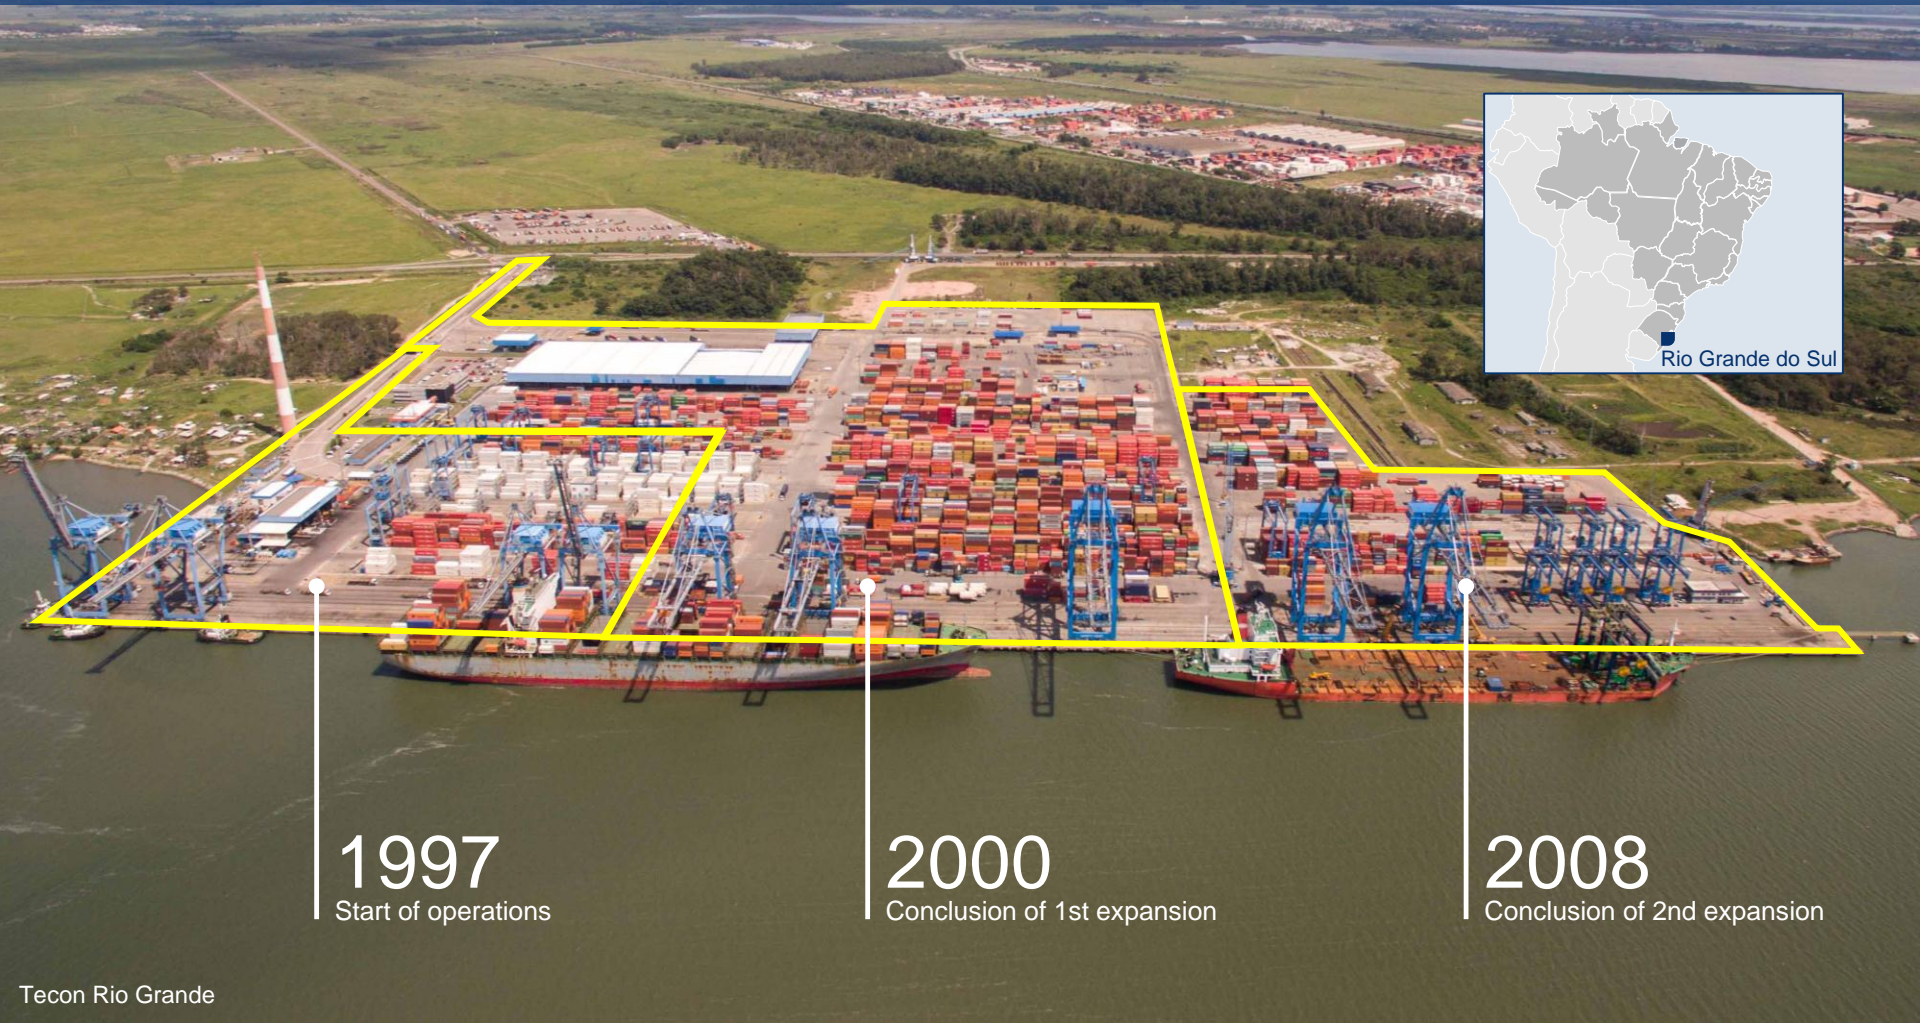 Rio Grande do Sul
1997
Start of operations
2000
Conclusion of 1st expansion
2008
Conclusion of 2nd expansion
Tecon Rio Grande